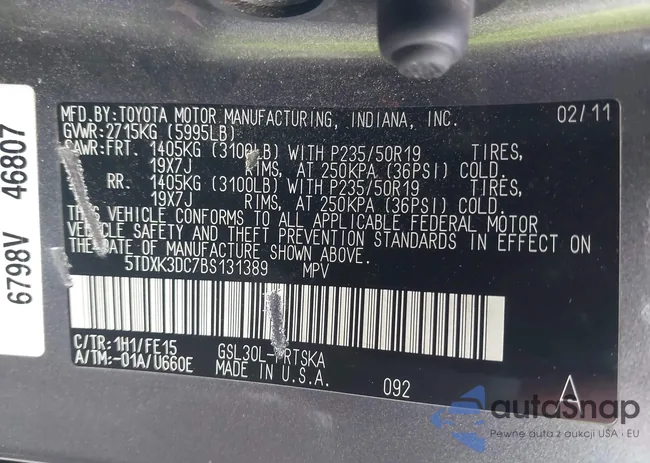 MFD.BY:TOYOTA MOTOR MANUFACTURING, INDIANA, INC. 02/11
GVWR:2715KG (5995LB)
GAWR:FRT. 1405KG (3100LB) WITH P235/50R19 TIRES,
19X7J RIMS, AT 250KPA (36PSI) COLD.
RR. 1405KG (3100LB) WITH P235/50R19 TIRES,
19X7J RIMS, AT 250KPA (36PSI) COLD.
THIS VEHICLE CONFORMS TO ALL APPLICABLE FEDERAL MOTOR
VEHICLE SAFETY AND THEFT PREVENTION STANDARDS IN EFFECT ON
THE DATE OF MANUFACTURE SHOWN ABOVE.
5TDXK3DC7BS131389 MPV
C/TR:1H1/FE15 GSL30L-PRTSKA
A/TM:-01A/U660E MADE IN U.S.A. 092 A
6798V 46807
autoSnap
Pewne auta z aukcji USA · EU